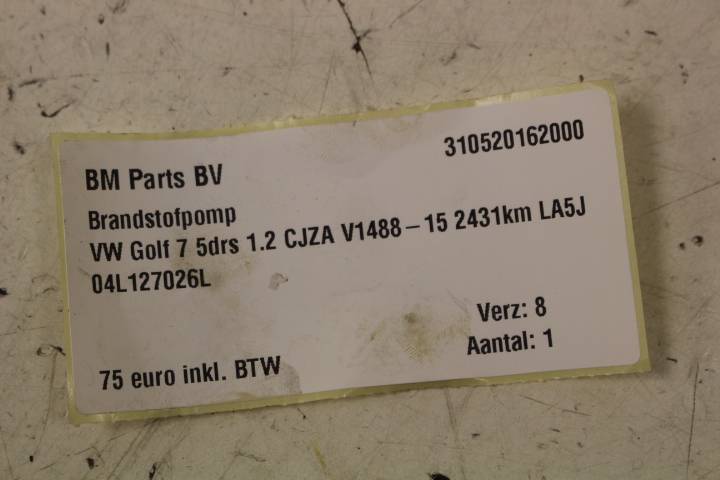 310520162000
BM Parts BV
Brandstofpomp
VW Golf 7 5drs 1.2 CJZA V1488 – 15 2431km LA5J
04L127026L
Verz: 8
Aantal: 1
75 euro inkl. BTW